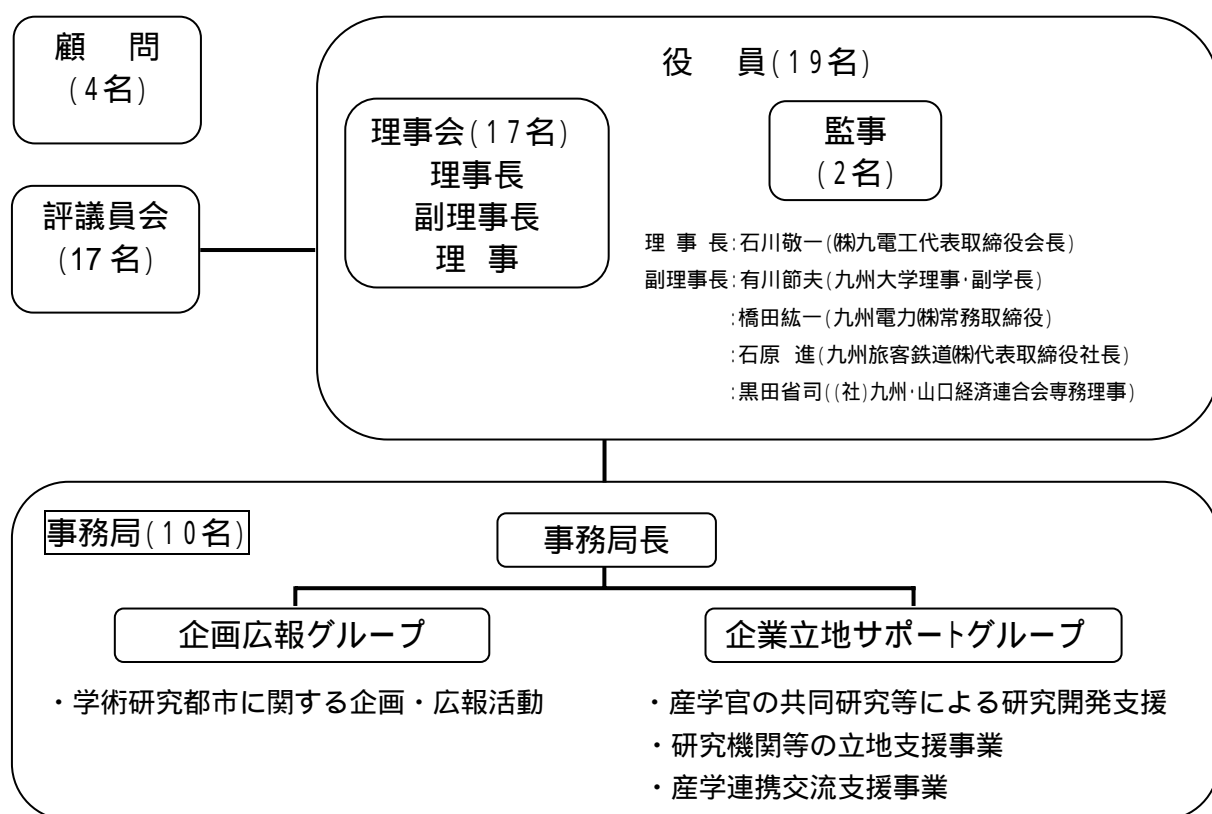 顧　問
(4名)
評議員会
(17 名)
役　員(19名)
理事会(17名)
理事長
副理事長
理　事
監事
(2名)
理 事 長:石川敬一(㈱九電工代表取締役会長)
副理事長:有川節夫(九州大学理事・副学長)
:橋田紘一(九州電力㈱常務取締役)
:石原　進(九州旅客鉄道㈱代表取締役社長)
:黒田省司((社)九州・山口経済連合会専務理事)
事務局(10名)
事務局長
企画広報グループ
・学術研究都市に関する企画・広報活動
企業立地サポートグループ
・産学官の共同研究等による研究開発支援
・研究機関等の立地支援事業
・産学連携交流支援事業